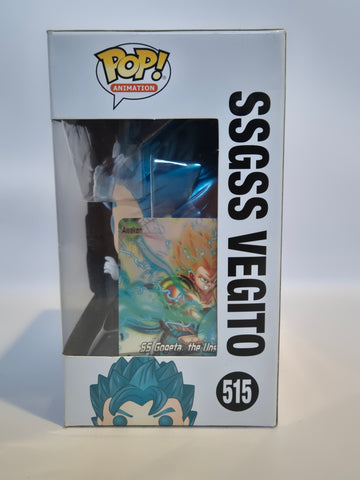 POP!
ANIMATION
SSGSS VEGITO
515
Awaken
SS Gogeta, the Uns